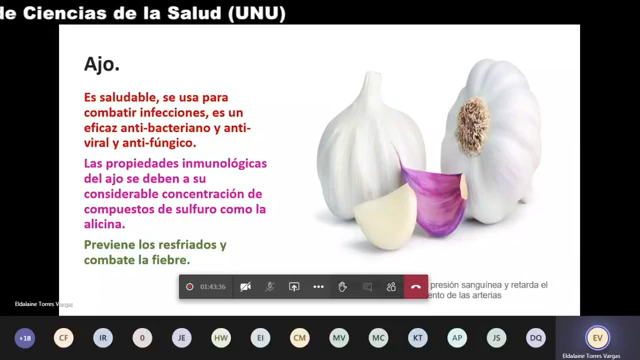 de Ciencias de la Salud (UNU)
Ajo.
Es saludable, se usa para
combatir infecciones, es un
eficaz anti-bacteriano y anti-
viral y anti-fúngico.
Las propiedades inmunológicas
del ajo se deben a su
considerable concentración de
compuestos de sulfuro como la
alicina.
Previene los resfriados y
combate la fiebre.
presión sanguínea y retarda el
ento de las arterias
01:43:36
Eldalaine Torres Vargas
+18
CF
IR
0
JE
HW
EI
CM
MV
MC
KT
AP
JS
DQ
EV
Eldalaine Torres Vargas